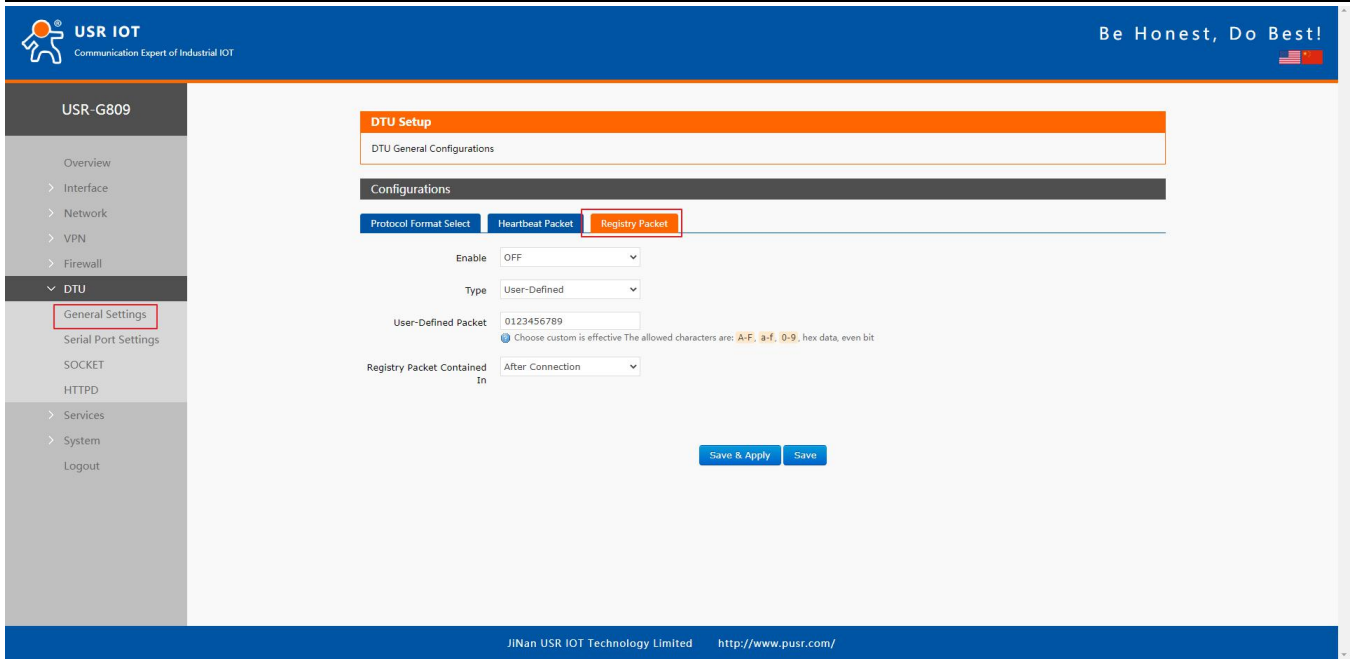 USR IOT
Communication Expert of Industrial IOT
Be Honest, Do Best!
USR-G809
Overview
Interface
Network
VPN
Firewall
DTU
General Settings
Serial Port Settings
SOCKET
HTTPD
Services
System
Logout
DTU Setup
DTU General Configurations
Configurations
Protocol Format Select Heartbeat Packet Registry Packet
Enable OFF
Type User-Defined
User-Defined Packet 0123456789
Choose custom is effective The allowed characters are: A-F, a-f, 0-9, hex data, even bit
Registry Packet Contained After Connection
In
Save & Apply Save
JiNan USR IOT Technology Limited http://www.pusr.com/